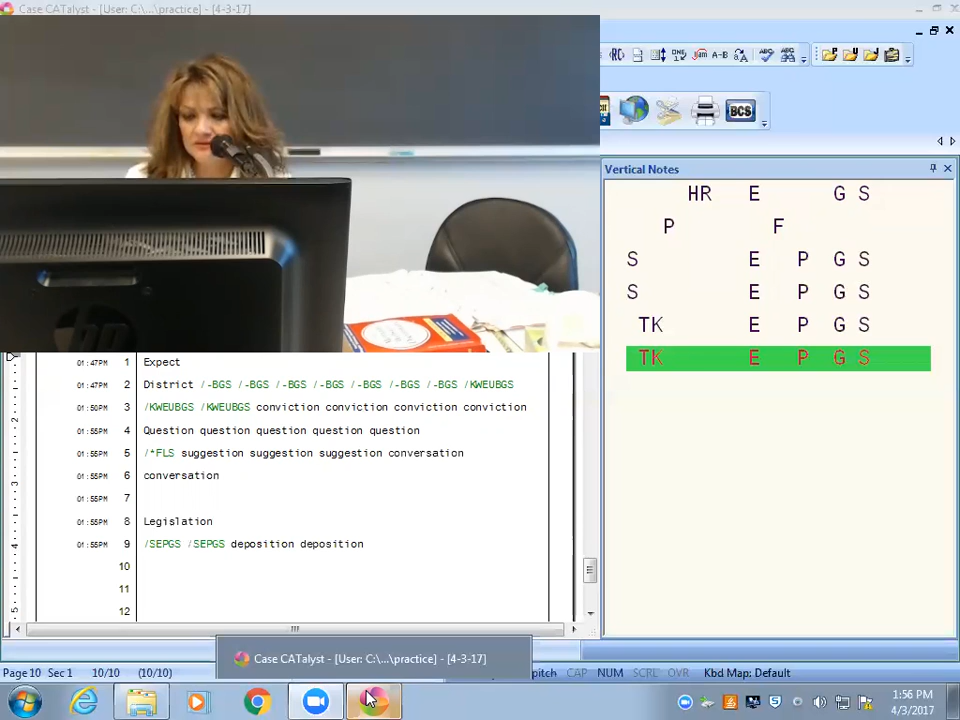 Case CATalyst - [User: C:\...\practice] - [4-3-17]
BCS
Vertical Notes
HR E G S
P F
S E P G S
S E P G S
TK E P G S
TK E P G S
hp
01:47PM 1 Expect
01:47PM 2 District /-BGS /-BGS /-BGS /-BGS /-BGS /-BGS /-BGS /KWEUBGS
01:50PM 3 /KWEUBGS /KWEUBGS conviction conviction conviction conviction
01:55PM 4 Question question question question question
01:55PM 5 /*FLS suggestion suggestion suggestion conversation
01:55PM 6 conversation
01:55PM 7
01:55PM 8 Legislation
01:55PM 9 /SEPGS /SEPGS deposition deposition
10
11
12
Case CATalyst - [User: C:\...\practice] - [4-3-17]
Page 10 Sec 1 10/10 (10/10) pitch CAP NUM SCRL OVR Kbd Map: Default
1:56 PM
4/3/2017